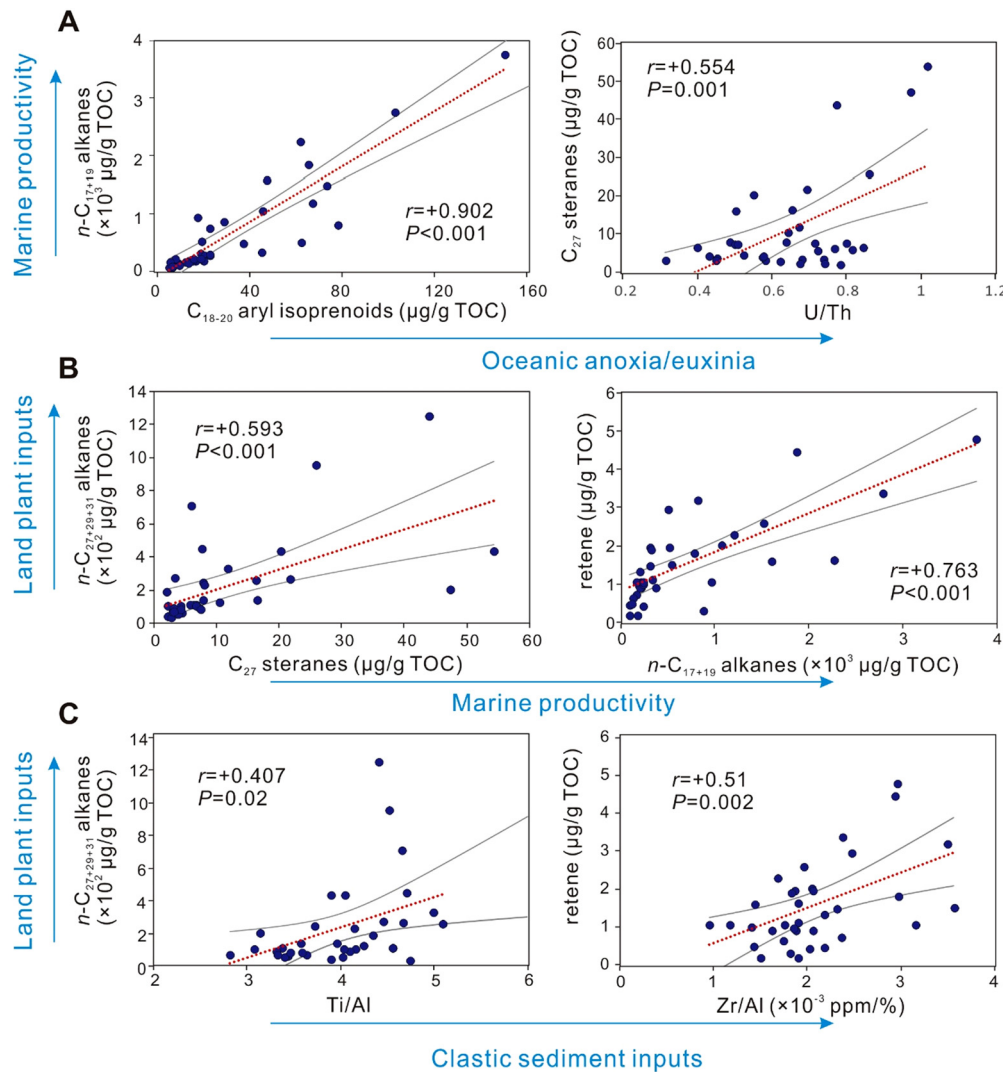 A
Marine productivity
n-C17+19 alkanes
(×10³ µg/g TOC)
4
3
2
1
0
r=+0.902
P<0.001
0
40
80
120
160
C18-20 aryl isoprenoids (µg/g TOC)
C27 steranes (µg/g TOC)
60
50
40
30
20
10
0
r=+0.554
P=0.001
0.2
0.4
0.6
0.8
1
1.2
U/Th
Oceanic anoxia/euxinia
B
Land plant inputs
n-C27+29+31 alkanes
(×10² µg/g TOC)
14
12
10
8
6
4
2
0
r=+0.593
P<0.001
0
10
20
30
40
50
60
C27 steranes (µg/g TOC)
retene (µg/g TOC)
6
5
4
3
2
1
0
r=+0.763
P<0.001
0
1
2
3
4
n-C17+19 alkanes (×10³ µg/g TOC)
Marine productivity
C
Land plant inputs
n-C27+29+31 alkanes
(×10² µg/g TOC)
14
12
10
8
6
4
2
0
r=+0.407
P=0.02
2
3
4
5
6
Ti/Al
retene (µg/g TOC)
6
5
4
3
2
1
0
r=+0.51
P=0.002
0
1
2
3
4
Zr/Al (×10⁻³ ppm/%)
Clastic sediment inputs